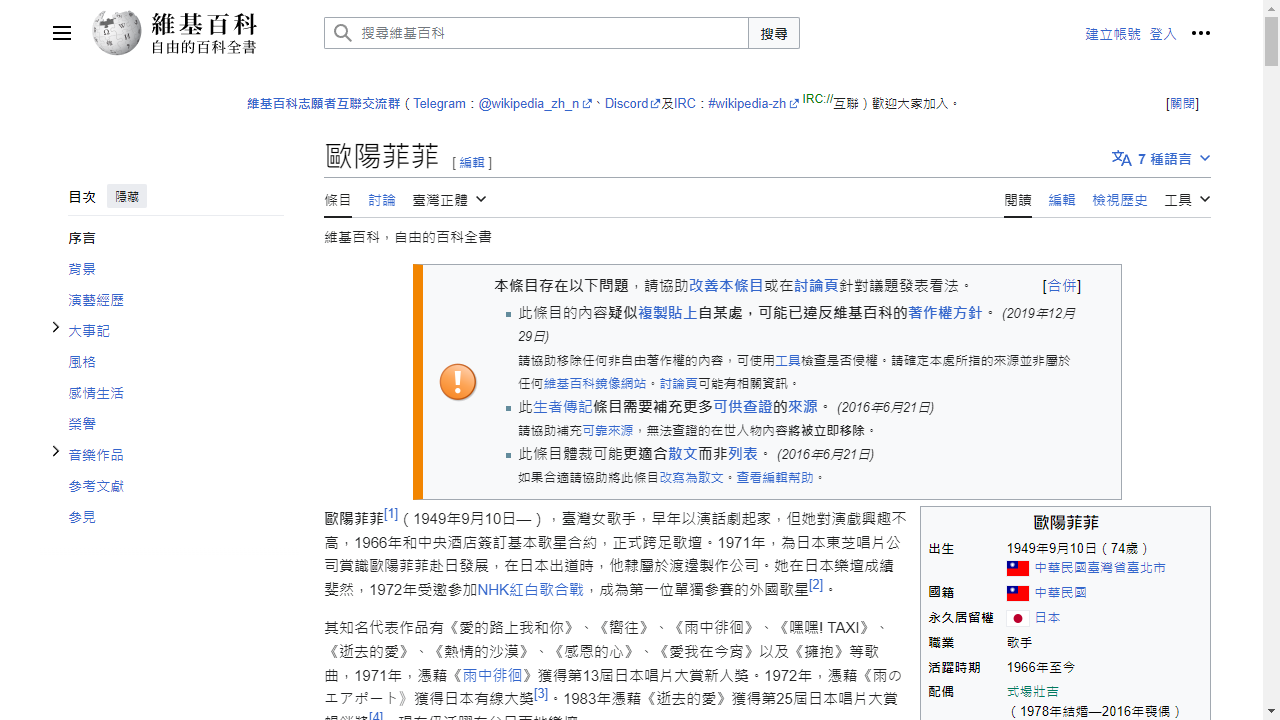 維基百科
自由的百科全書
搜尋維基百科
搜尋
建立帳號 登入
維基百科志願者互聯交流群（Telegram：@wikipedia_zh_n、Discord及IRC：#wikipedia-zh IRC://互聯）歡迎大家加入。
[關閉]
歐陽菲菲 [ 編輯 ]
7 種語言
目次 隱藏
序言
背景
演藝經歷
大事記
風格
感情生活
榮譽
音樂作品
參考文獻
參見
條目 討論 臺灣正體
閱讀 編輯 檢視歷史 工具
維基百科，自由的百科全書
本條目存在以下問題，請協助改善本條目或在討論頁針對議題發表看法。 [合併]
此條目的內容疑似複製貼上自某處，可能已違反維基百科的著作權方針。 (2019年12月
29日)
請協助移除任何非自由著作權的內容，可使用工具檢查是否侵權。請確定本處所指的來源並非屬於
任何維基百科鏡像網站。討論頁可能有相關資訊。
此生者傳記條目需要補充更多可供查證的來源。 (2016年6月21日)
請協助補充可靠來源，無法查證的在世人物內容將被立即移除。
此條目體裁可能更適合散文而非列表。 (2016年6月21日)
如果合適請協助將此條目改寫為散文。查看編輯幫助。
歐陽菲菲[1]（1949年9月10日—），臺灣女歌手，早年以演話劇起家，但她對演戲興趣不
高，1966年和中央酒店簽訂基本歌星合約，正式跨足歌壇。1971年，為日本東芝唱片公
司賞識歐陽菲菲赴日發展，在日本出道時，他隸屬於渡邊製作公司。她在日本樂壇成績
斐然，1972年受邀參加NHK紅白歌合戰，成為第一位單獨參賽的外國歌星[2]。
其知名代表作品有《愛的路上我和你》、《嚮往》、《雨中徘徊》、《嘿嘿! TAXI》、
《逝去的愛》、《熱情的沙漠》、《感恩的心》、《愛我在今宵》以及《擁抱》等歌
曲，1971年，憑藉《雨中徘徊》獲得第13屆日本唱片大賞新人獎。1972年，憑藉《雨の
エアポート》獲得日本有線大獎[3]。1983年憑藉《逝去的愛》獲得第25屆日本唱片大賞
歐陽菲菲
出生 1949年9月10日（74歲）
中華民國臺灣省臺北市
國籍 中華民國
永久居留權 日本
職業 歌手
活躍時期 1966年至今
配偶 式場壯吉
（1978年結婚—2016年喪偶）